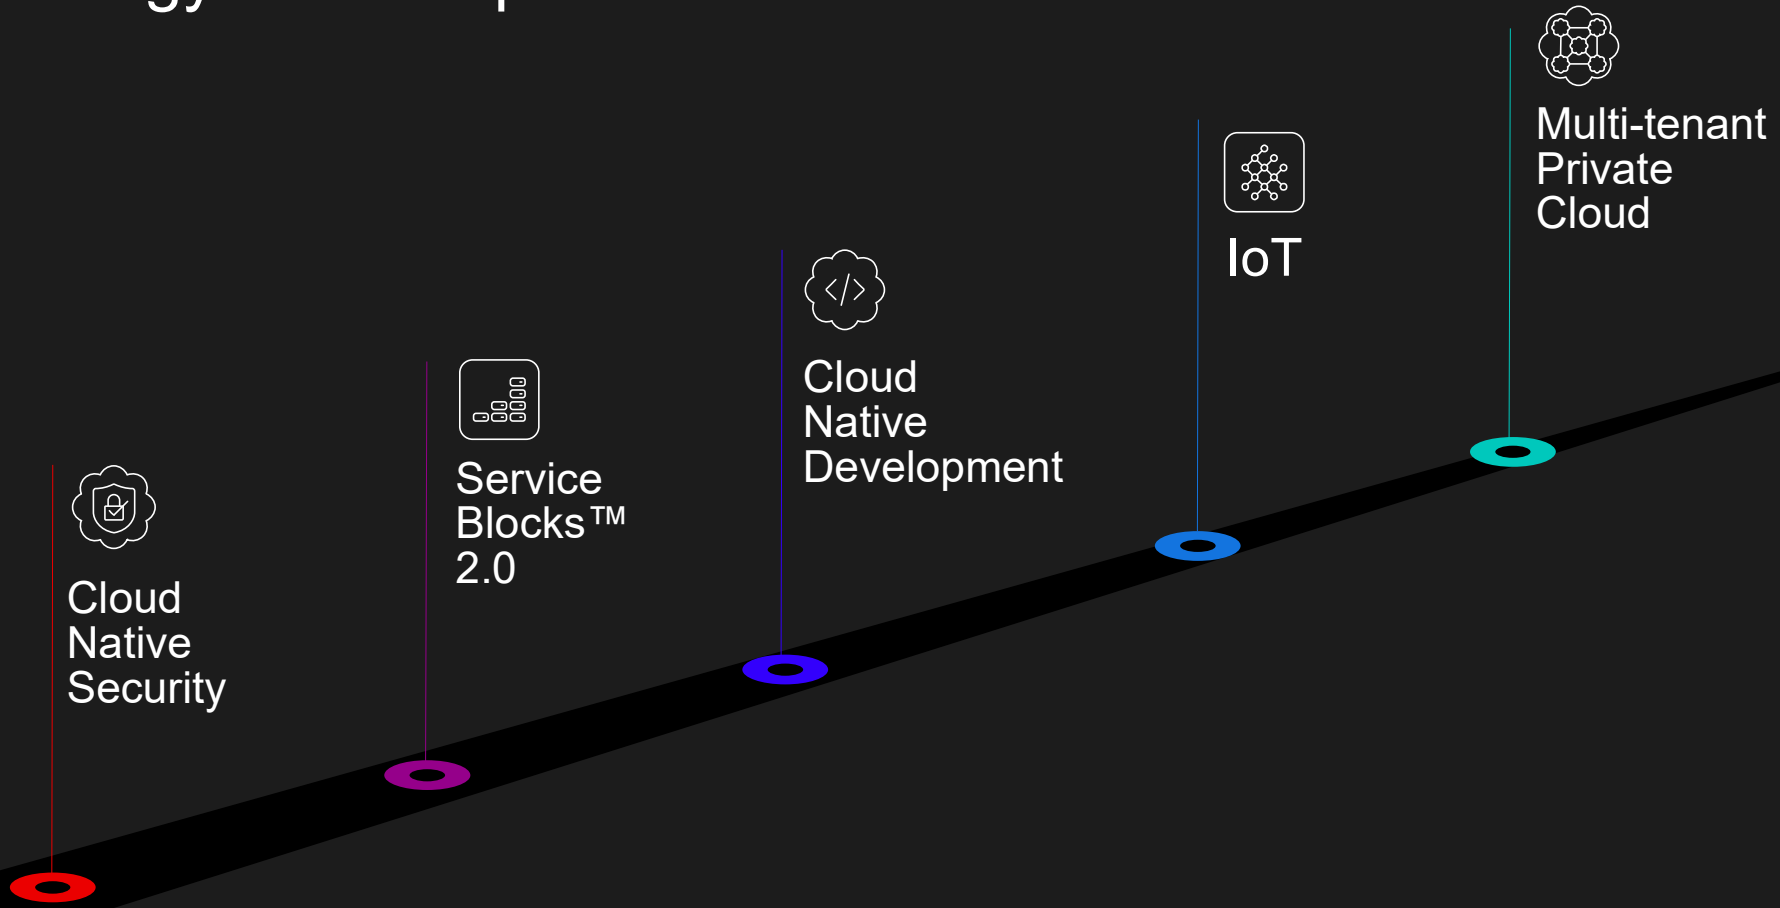 Cloud
Native
Security
Service
Blocks™
2.0
Cloud
Native
Development
IoT
Multi-tenant
Private
Cloud